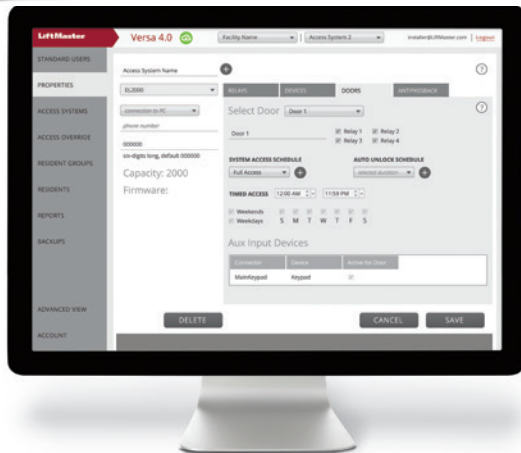 LiftMaster Versa 4.0 Facility Name Access System 2 installer@LiftMaster.com | Logout
STANDARD USERS
PROPERTIES
ACCESS SYSTEMS
ACCESS OVERRIDE
RESIDENT GROUPS
RESIDENTS
REPORTS
BACKUPS
ADVANCED VIEW
ACCOUNT
Access System Name
EL2000
connection to PC
phone number
000000
six-digits long, default 000000
Capacity: 2000
Firmware:
RELAYS DEVICES DOORS ANTIPASSBACK
Select Door Door 1
Door 1
Relay 1 Relay 2
Relay 3 Relay 4
SYSTEM ACCESS SCHEDULE AUTO UNLOCK SCHEDULE
Full Access selected duration
TIMED ACCESS 12:00 AM 11:59 PM
Weekends
Weekdays S M T W T F S
Aux Input Devices
Connector Device Active for Door
MainKeypad Keypad
DELETE CANCEL SAVE